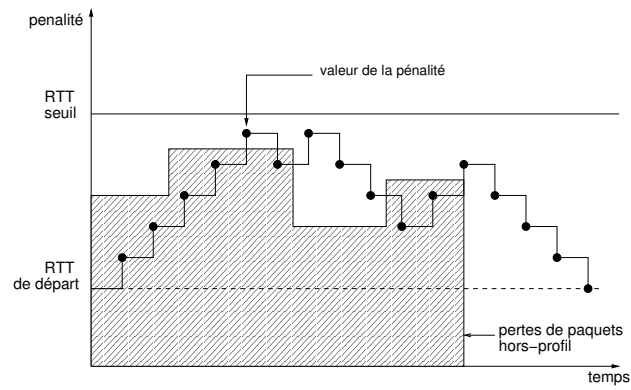 penalité
valeur de la pénalité
RTT
seuil
RTT
de départ
pertes de paquets
hors−profil
temps